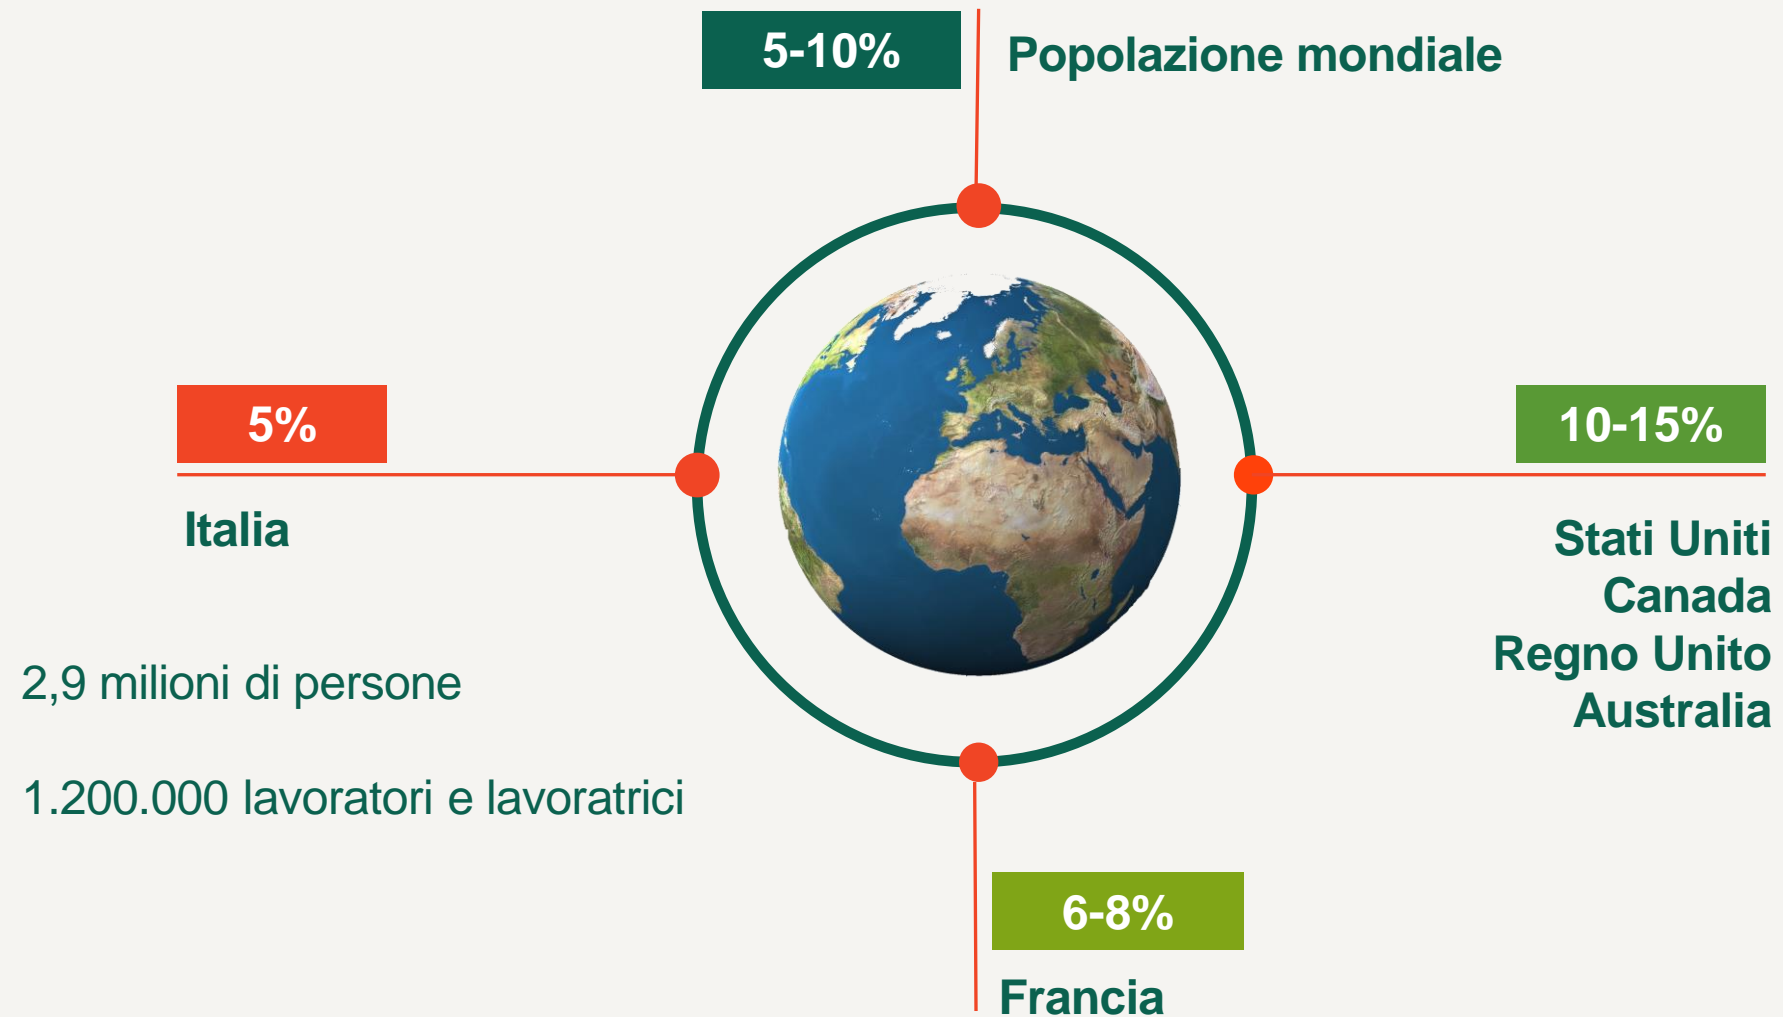 5-10%
Popolazione mondiale
5%
Italia
2,9 milioni di persone
1.200.000 lavoratori e lavoratrici
10-15%
Stati Uniti
Canada
Regno Unito
Australia
6-8%
Francia